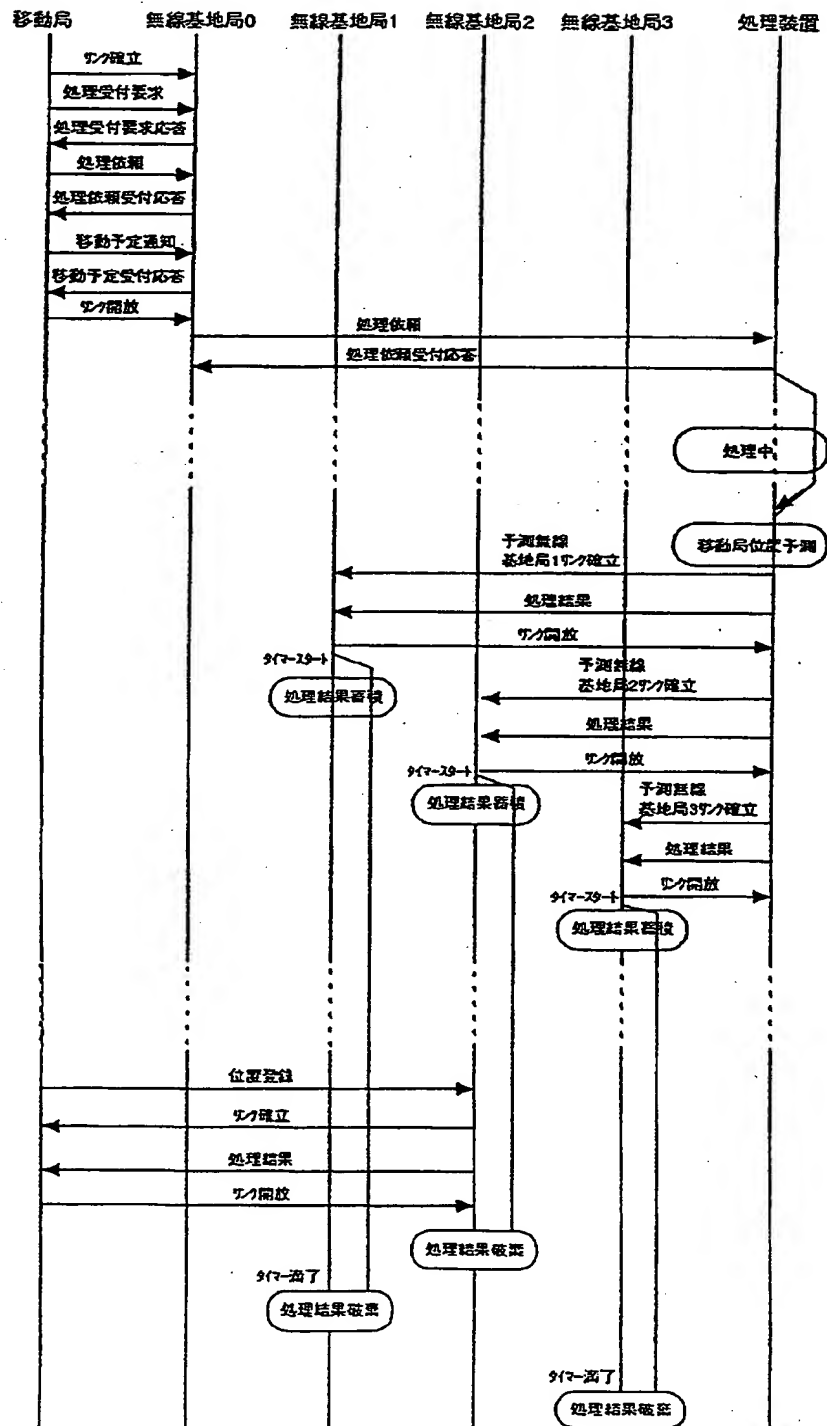 移動局
無線基地局0
無線基地局1
無線基地局2
無線基地局3
処理装置
リンク確立
処理受付要求
処理受付要求応答
処理依頼
処理依頼受付応答
移動予定通知
移動予定受付応答
リンク開放
処理依頼
処理依頼受付応答
処理中
移動局位置予測
予測無線
基地局1リンク確立
処理結果
リンク開放
タイマースタート
処理結果蓄積
予測無線
基地局2リンク確立
処理結果
リンク開放
タイマースタート
処理結果蓄積
予測無線
基地局3リンク確立
処理結果
リンク開放
タイマースタート
処理結果蓄積
位置登録
リンク確立
処理結果
リンク開放
処理結果破棄
タイマー満了
処理結果破棄
タイマー満了
処理結果破棄